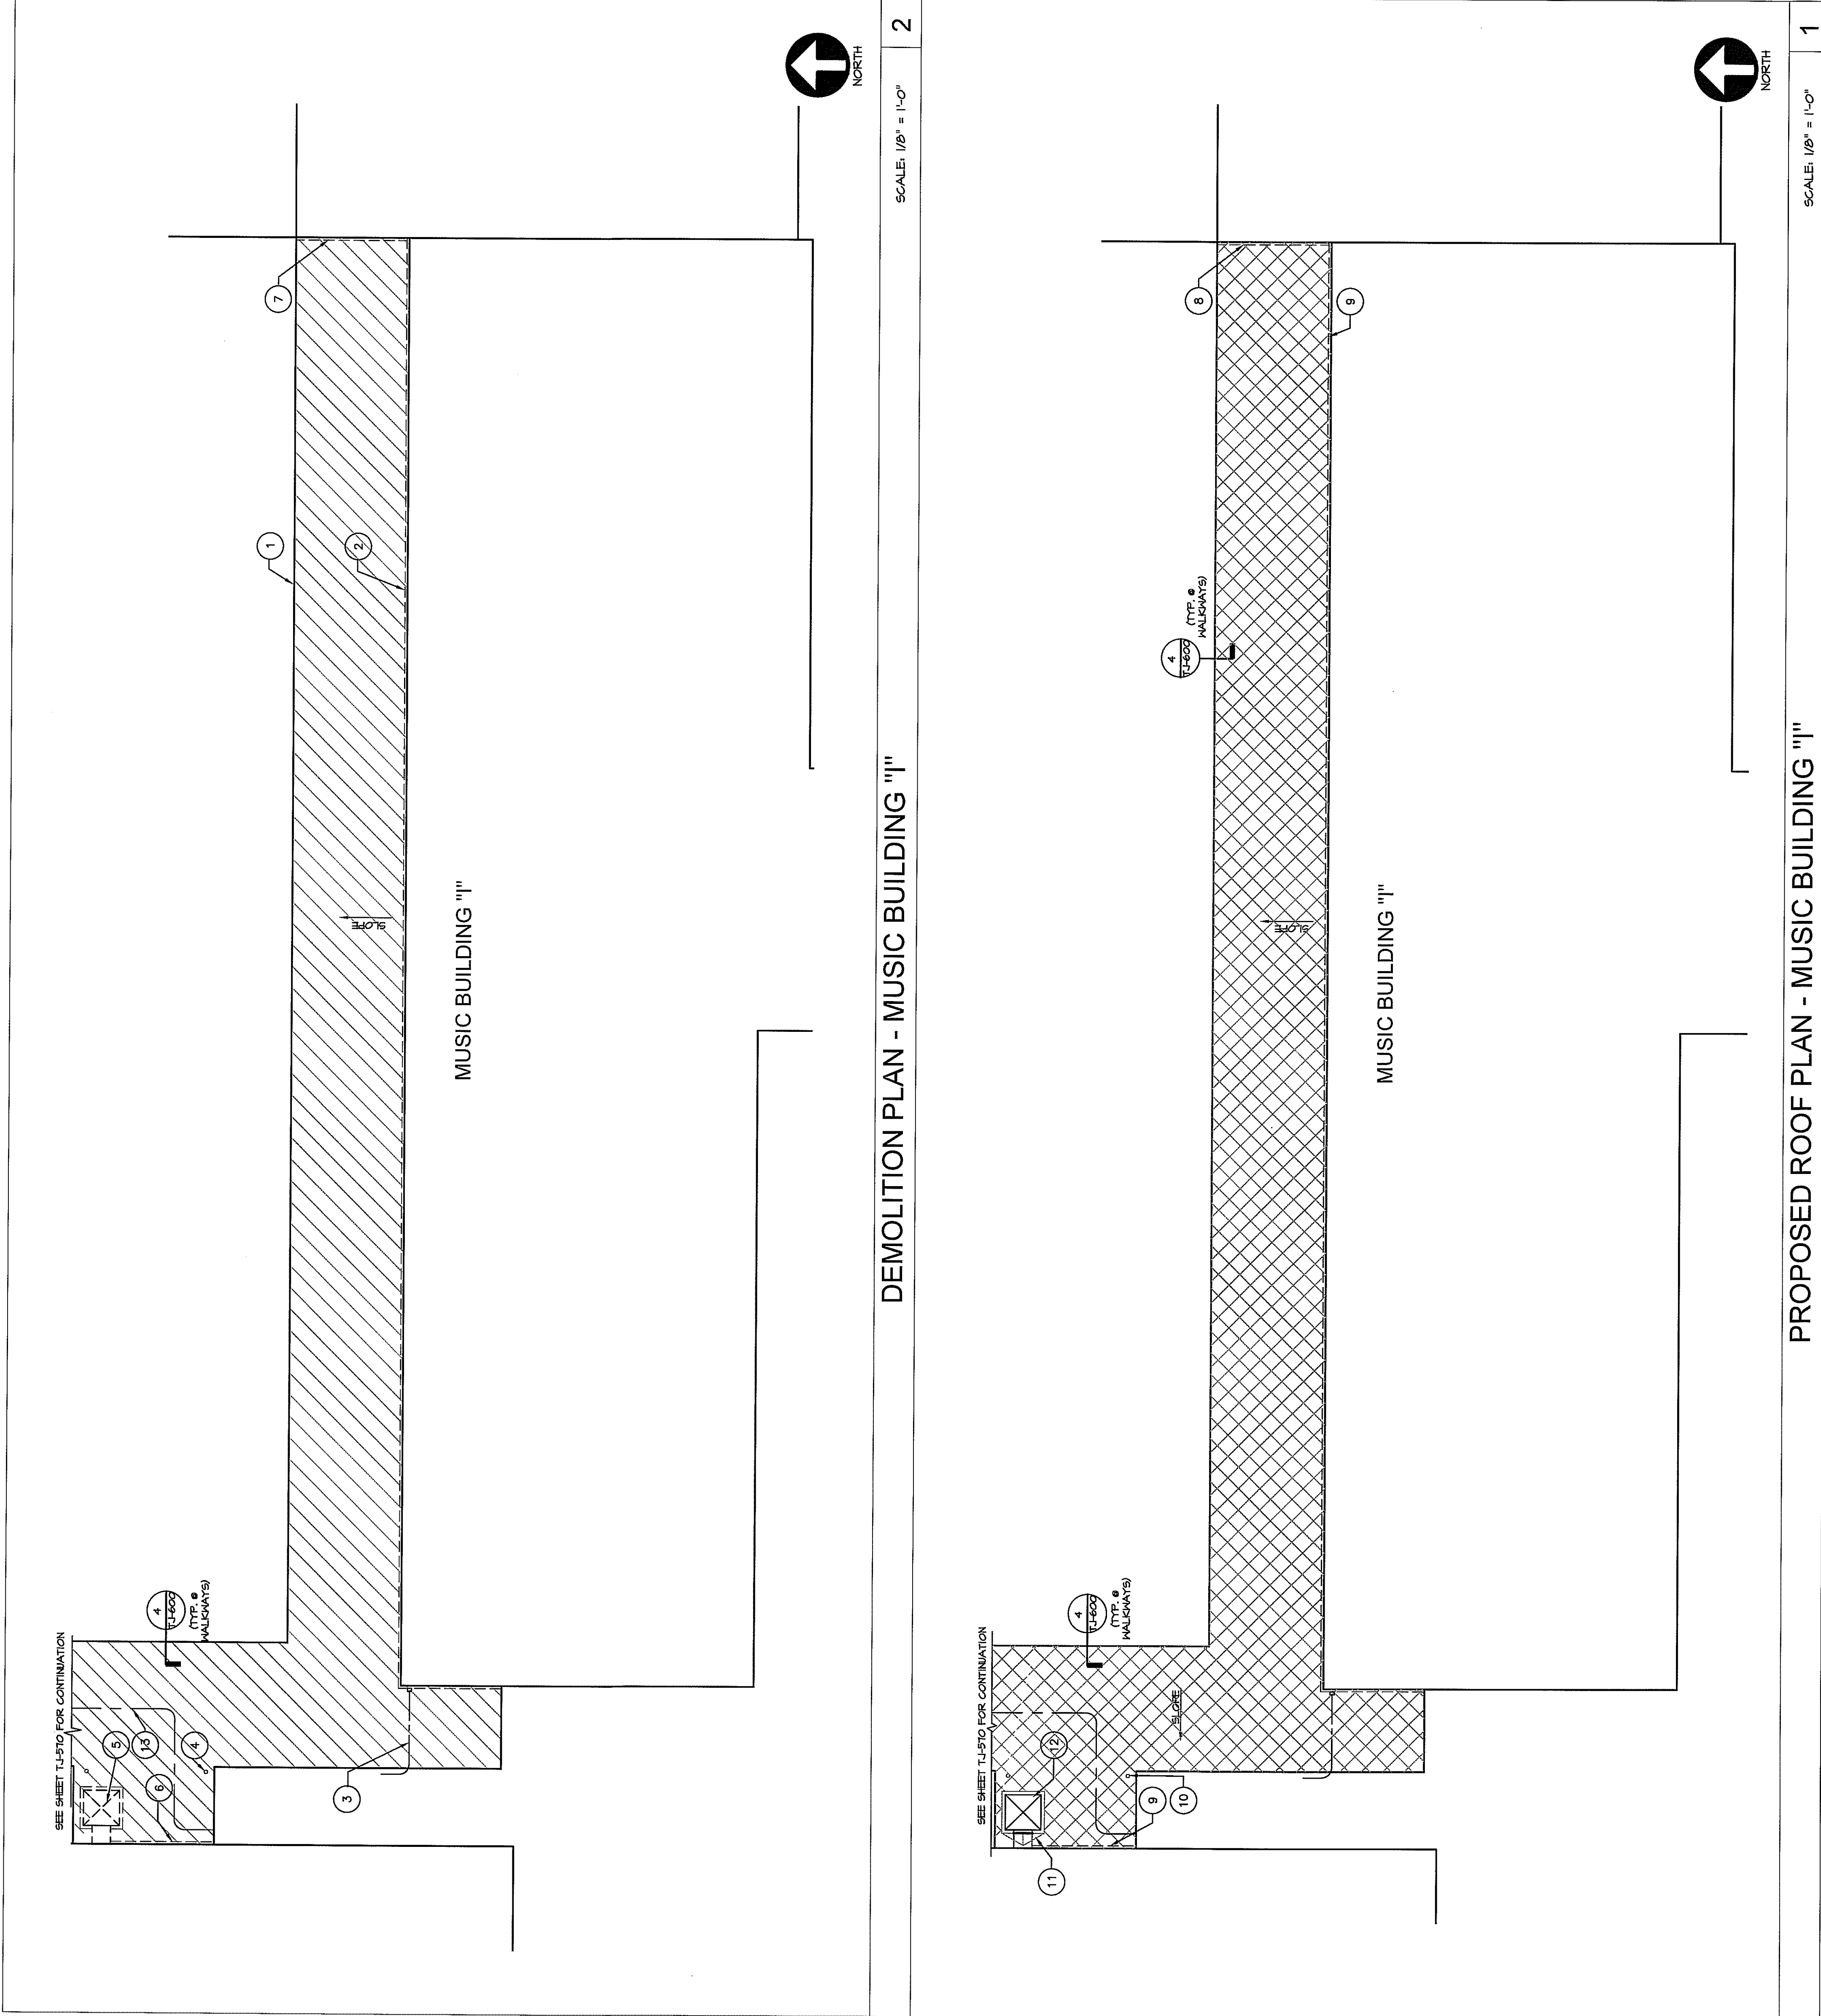 SEE SHEET TJ-570 FOR CONTINUATION
5
13
6
4
4
TJ-600
(TYP. @
WALKWAYS)
3
1
2
7
SLOPE
MUSIC BUILDING "I"
NORTH
DEMOLITION PLAN - MUSIC BUILDING "I"
SCALE: 1/8" = 1'-0"
2
SEE SHEET TJ-570 FOR CONTINUATION
12
11
9
10
4
TJ-600
(TYP. @
WALKWAYS)
SLOPE
4
TJ-600
(TYP. @
WALKWAYS)
8
9
SLOPE
MUSIC BUILDING "I"
NORTH
PROPOSED ROOF PLAN - MUSIC BUILDING "I"
SCALE: 1/8" = 1'-0"
1